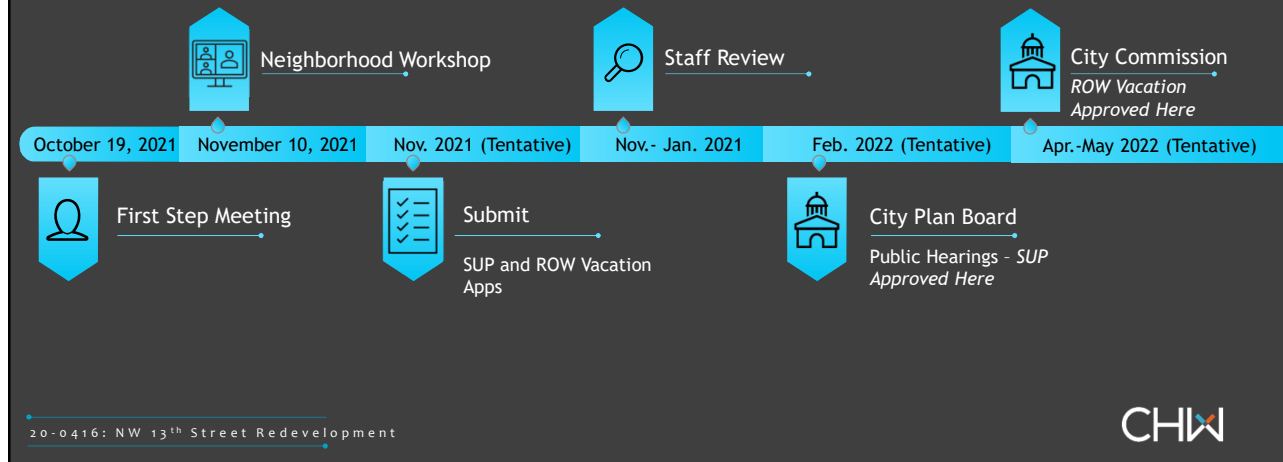 Neighborhood Workshop
Staff Review
City Commission
ROW Vacation
Approved Here
October 19, 2021
November 10, 2021
Nov. 2021 (Tentative)
Nov.- Jan. 2021
Feb. 2022 (Tentative)
Apr.-May 2022 (Tentative)
First Step Meeting
Submit
SUP and ROW Vacation
Apps
City Plan Board
Public Hearings – SUP
Approved Here
20-0416: NW 13th Street Redevelopment
CHW